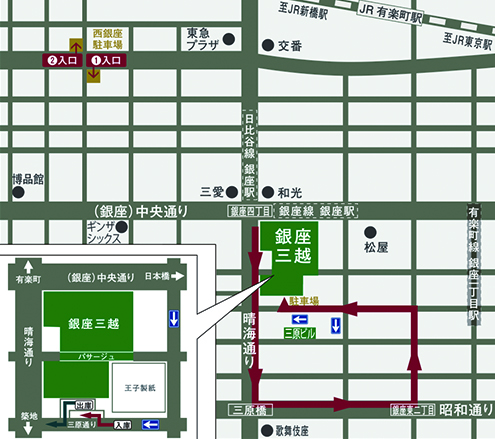 至JR新橋駅
JR 有楽町駅
至JR東京駅
西銀座
駐車場
②入口
①入口
東急
プラザ
交番
日比谷線 銀座駅
博品館
三愛
和光
(銀座)中央通り
銀座四丁目
銀座線 銀座駅
ギンザ
シックス
銀座
三越
松屋
有楽町線 銀座二丁目駅
駐車場
三原ビル
晴海通り
三原橋
銀座東二丁目
昭和通り
歌舞伎座
有楽町
(銀座)中央通り
日本橋
晴海通り
銀座三越
パサージュ
王子製紙
築地
出庫
三原通り
入庫